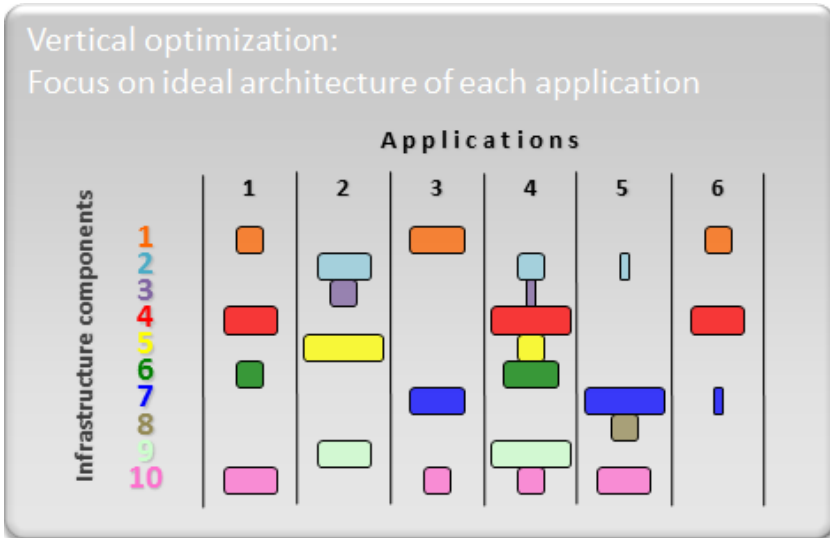 Vertical optimization:
Focus on ideal architecture of each application
Applications
1 2 3 4 5 6
Infrastructure components
1
2
3
4
5
6
7
8
9
10